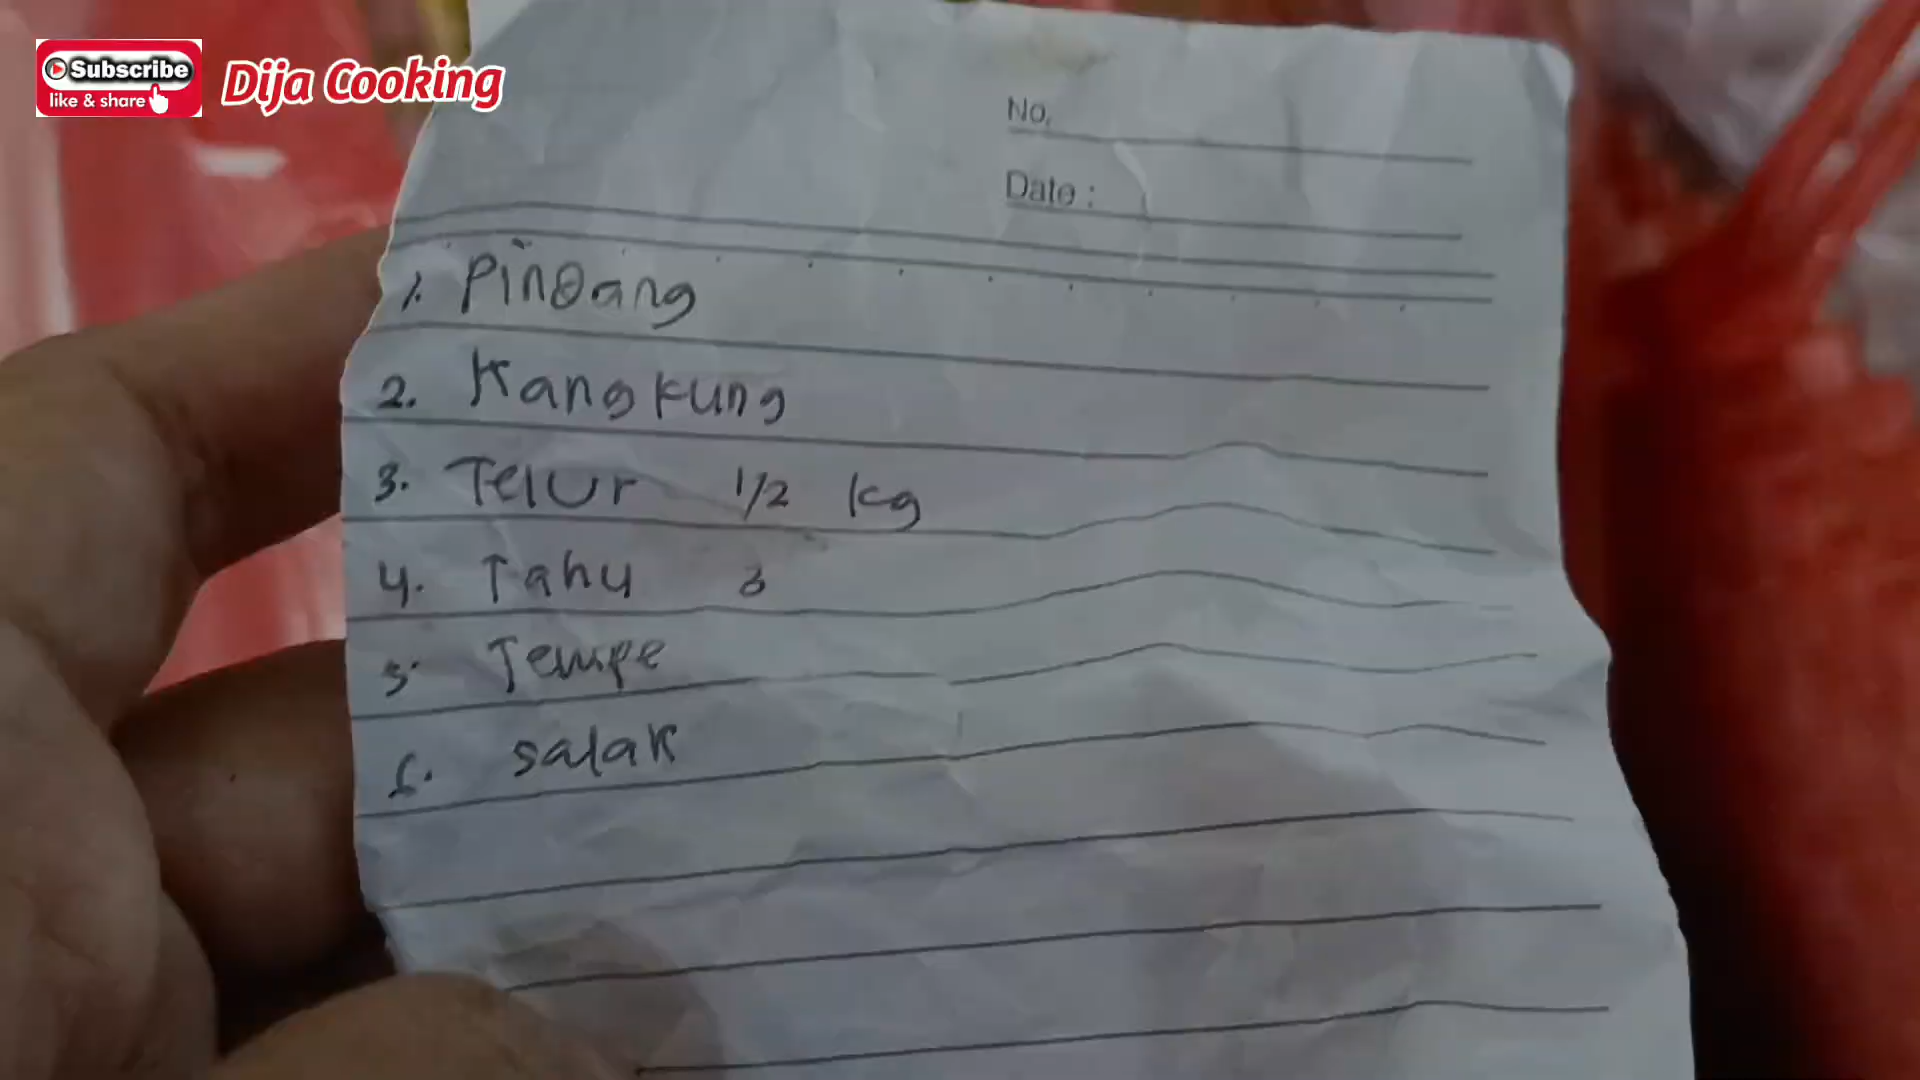 Subscribe
like & share
Dija Cooking
No.
Date :
1. Pindang
2. Kangkung
3. Telur 1/2 kg
4. Tahu 3
5. Tempe
6. salak